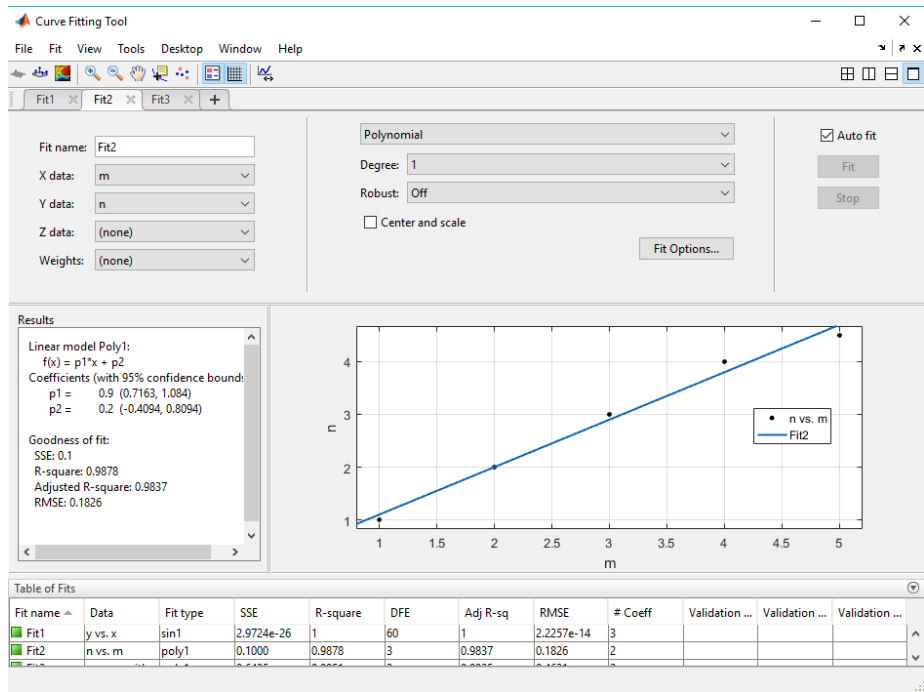 Curve Fitting Tool
File Fit View Tools Desktop Window Help
Fit1 Fit2 Fit3
Fit name: Fit2
X data: m
Y data: n
Z data: (none)
Weights: (none)
Polynomial
Degree: 1
Robust: Off
Center and scale
Fit Options...
Auto fit
Fit
Stop
Results
Linear model Poly1:
f(x) = p1*x + p2
Coefficients (with 95% confidence bounds
p1 = 0.9 (0.7163, 1.084)
p2 = 0.2 (-0.4094, 0.8094)
Goodness of fit:
SSE: 0.1
R-square: 0.9878
Adjusted R-square: 0.9837
RMSE: 0.1826
4
3
2
1
n
1 1.5 2 2.5 3 3.5 4 4.5 5
m
n vs. m
Fit2
Table of Fits
Fit name Data Fit type SSE R-square DFE Adj R-sq RMSE # Coeff Validation ... Validation ... Validation ...
Fit1 y vs. x sin1 2.9724e-26 1 60 1 2.2257e-14 3
Fit2 n vs. m poly1 0.1000 0.9878 3 0.9837 0.1826 2